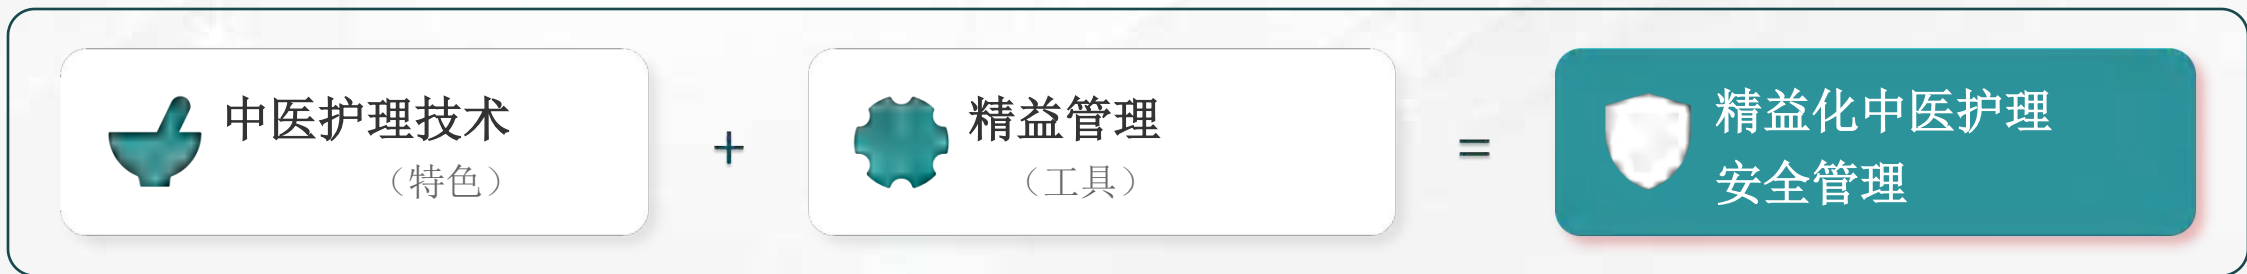 中医护理技术
（特色）
+
精益管理
（工具）
=
精益化中医护理
安全管理